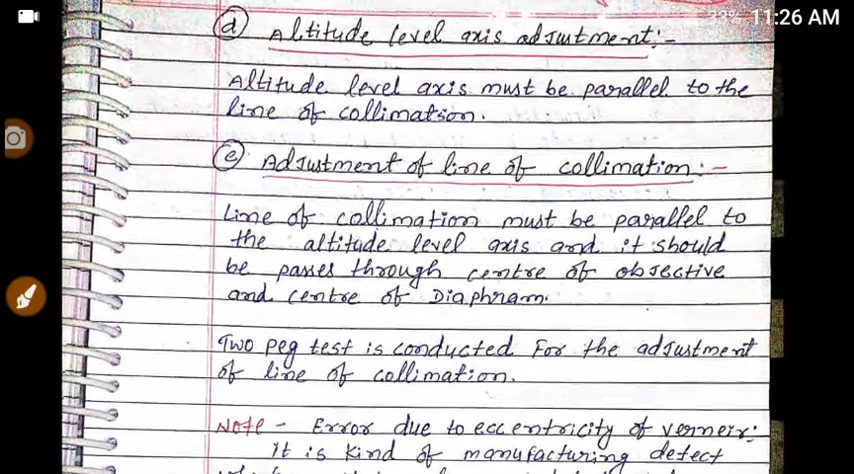 33% 11:26 AM
(d) Altitude level axis adjustment:-
Altitude level axis must be parallel to the
line of collimation.
(e) Adjustment of line of collimation:-
Line of collimation must be parallel to
the altitude level axis and it should
be passes through centre of objective
and centre of Diaphram.
Two peg test is conducted For the adjustment
of line of collimation.
Note - Error due to eccentricity of verneir:
it is kind of manufacturing defect